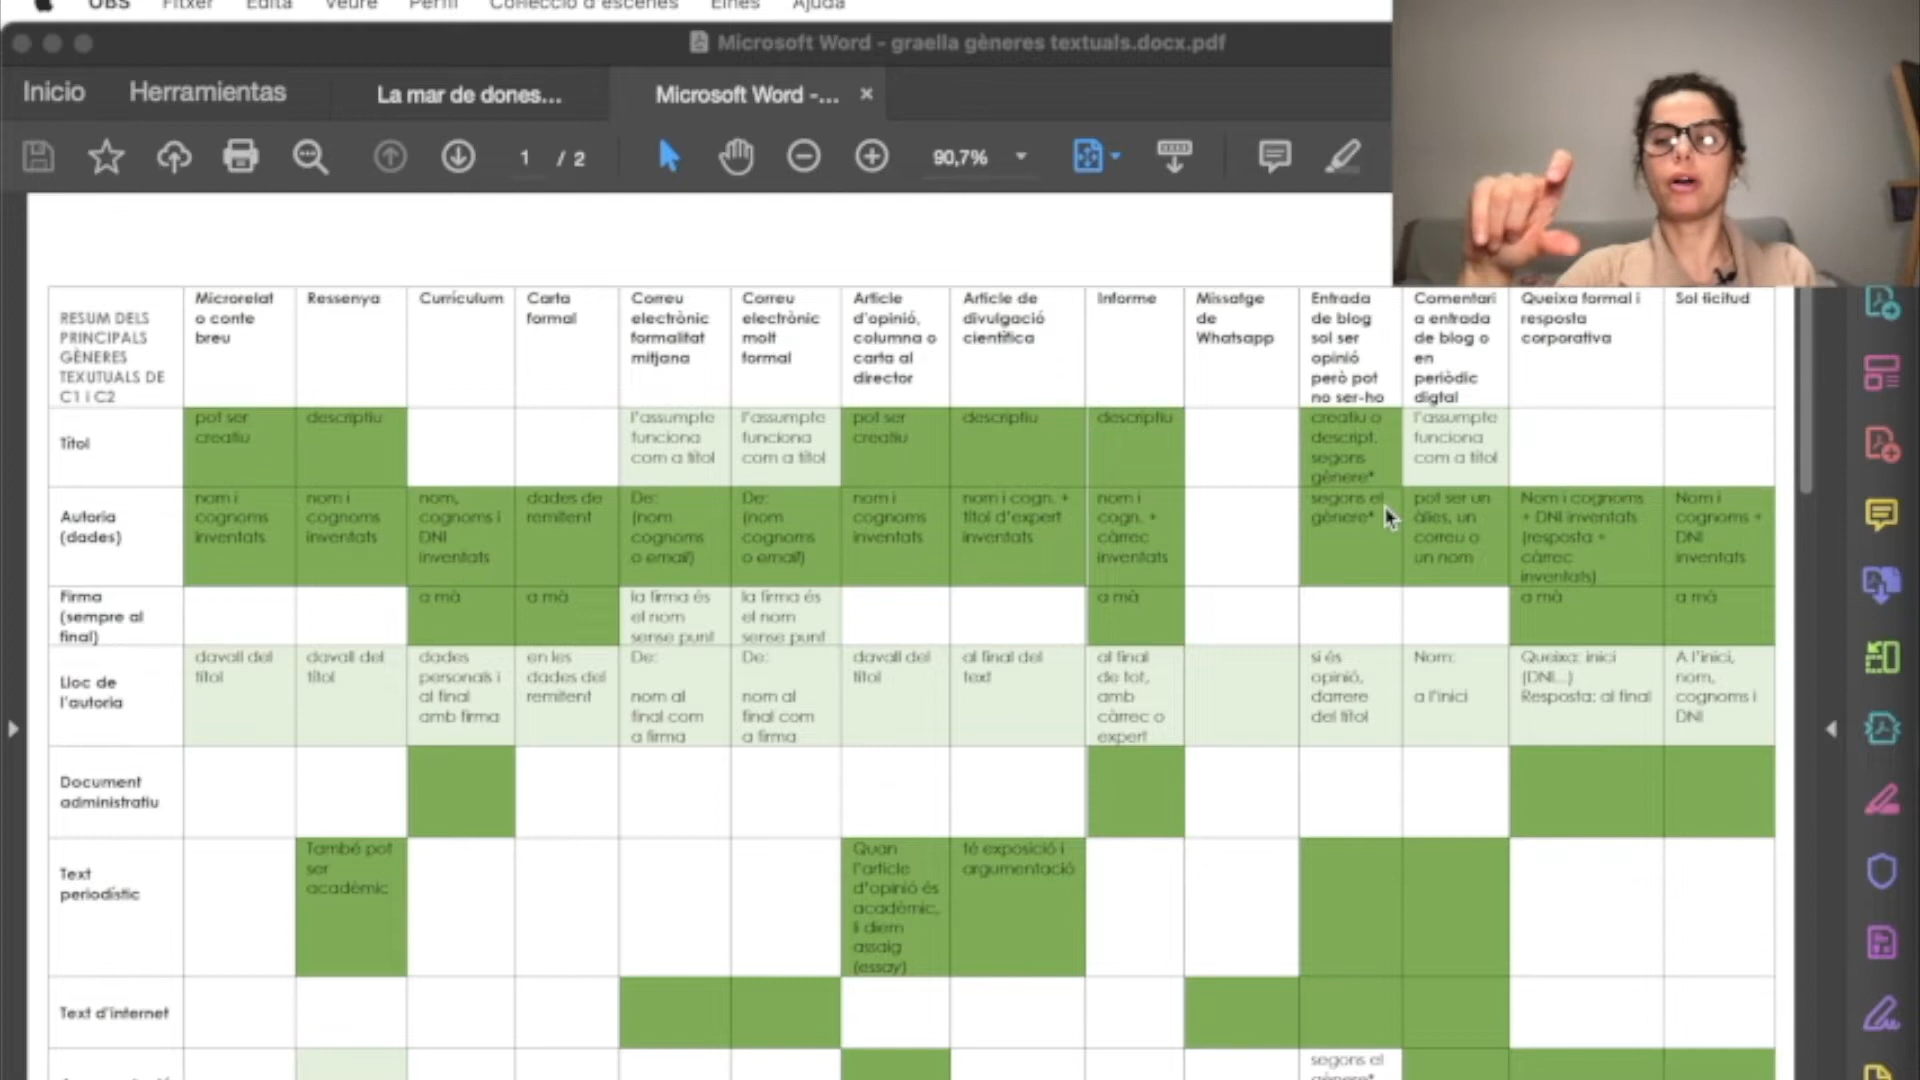 OBS Fitxer Edita Veure Perfil Col·lecció d'escenes Eines Ajuda
Microsoft Word - graella gèneres textuals.docx.pdf
Inicio Herramientas La mar de dones... Microsoft Word -... ×
1 / 2 90,7%
RESUM DELS
PRINCIPALS
GÈNERES
TEXUTUALS DE
C1 i C2
Microrelat
o conte
breu
Ressenya
Currículum
Carta
formal
Correu
electrònic
formalitat
mitjana
Correu
electrònic
molt
formal
Article
d'opinió,
columna o
carta al
director
Article de
divulgació
científica
Informe
Missatge
de
Whatsapp
Entrada
de blog
sol ser
opinió
però pot
no ser-ho
Comentari
a entrada
de blog o
en
periòdic
digtal
Queixa formal i
resposta
corporativa
Sol·licitud
Títol
pot ser
creatiu
descriptiu
l'assumpte
funciona
com a títol
l'assumpte
funciona
com a títol
pot ser
creatiu
descriptiu
descriptiu
creatiu o
descript.
segons
gènere*
l'assumpte
funciona
com a títol
Autoria
(dades)
nom i
cognoms
inventats
nom i
cognoms
inventats
nom,
cognoms i
DNI
inventats
dades de
remitent
De:
(nom
cognoms
o email)
De:
(nom
cognoms
o email)
nom i
cognoms
inventats
nom i cogn. +
títol d'expert
inventats
nom i
cogn. +
càrrec
inventats
segons el
gènere*
pot ser un
àlies, un
correu o
un nom
Nom i cognoms
+ DNI inventats
(resposta +
càrrec
inventats)
Nom i
cognoms +
DNI
inventats
Firma
(sempre al
final)
a mà
a mà
la firma és
el nom
sense punt
la firma és
el nom
sense punt
a mà
a mà
a mà
Lloc de
l'autoria
davall del
títol
davall del
títol
dades
personals i
al final
amb firma
en les
dades del
remitent
De:
nom al
final com
a firma
De:
nom al
final com
a firma
davall del
títol
al final del
text
al final
de tot,
amb
càrrec o
expert
si és
opinió,
darrere
del títol
Nom:
a l'inici
Queixa: inici
(DNI...)
Resposta: al final
A l'inici,
nom,
cognoms i
DNI
Document
administratiu
Text
periodístic
També pot
ser
acadèmic
Quan
l'article
d'opinió és
acadèmic,
li diem
assaig
(essay)
té exposició i
argumentació
Text d'internet
segons el
gènere*